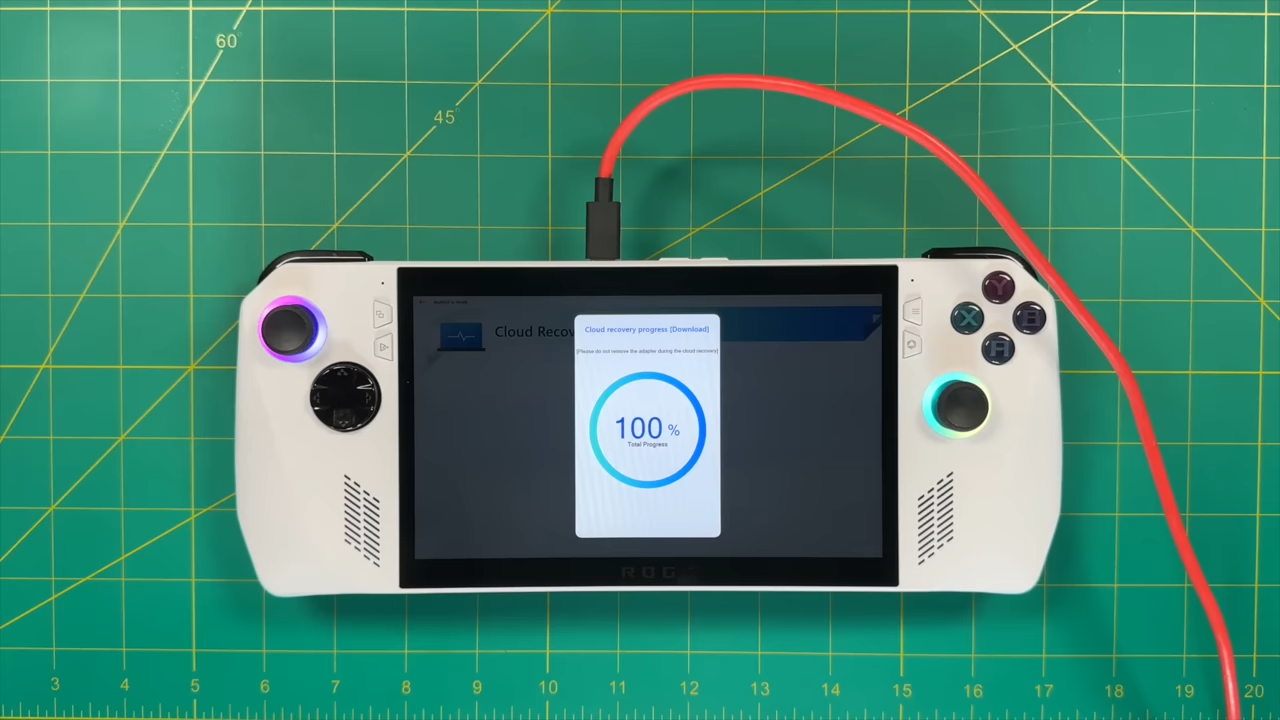 60°
45°
Cloud Recov
Cloud recovery progress [Download]
[Please do not remove the adapter during the cloud recovery]
100 %
Total Progress
Y
X
B
A
ROG
3 4 5 6 7 8 9 10 11 12 13 14 15 16 17 18 19 20